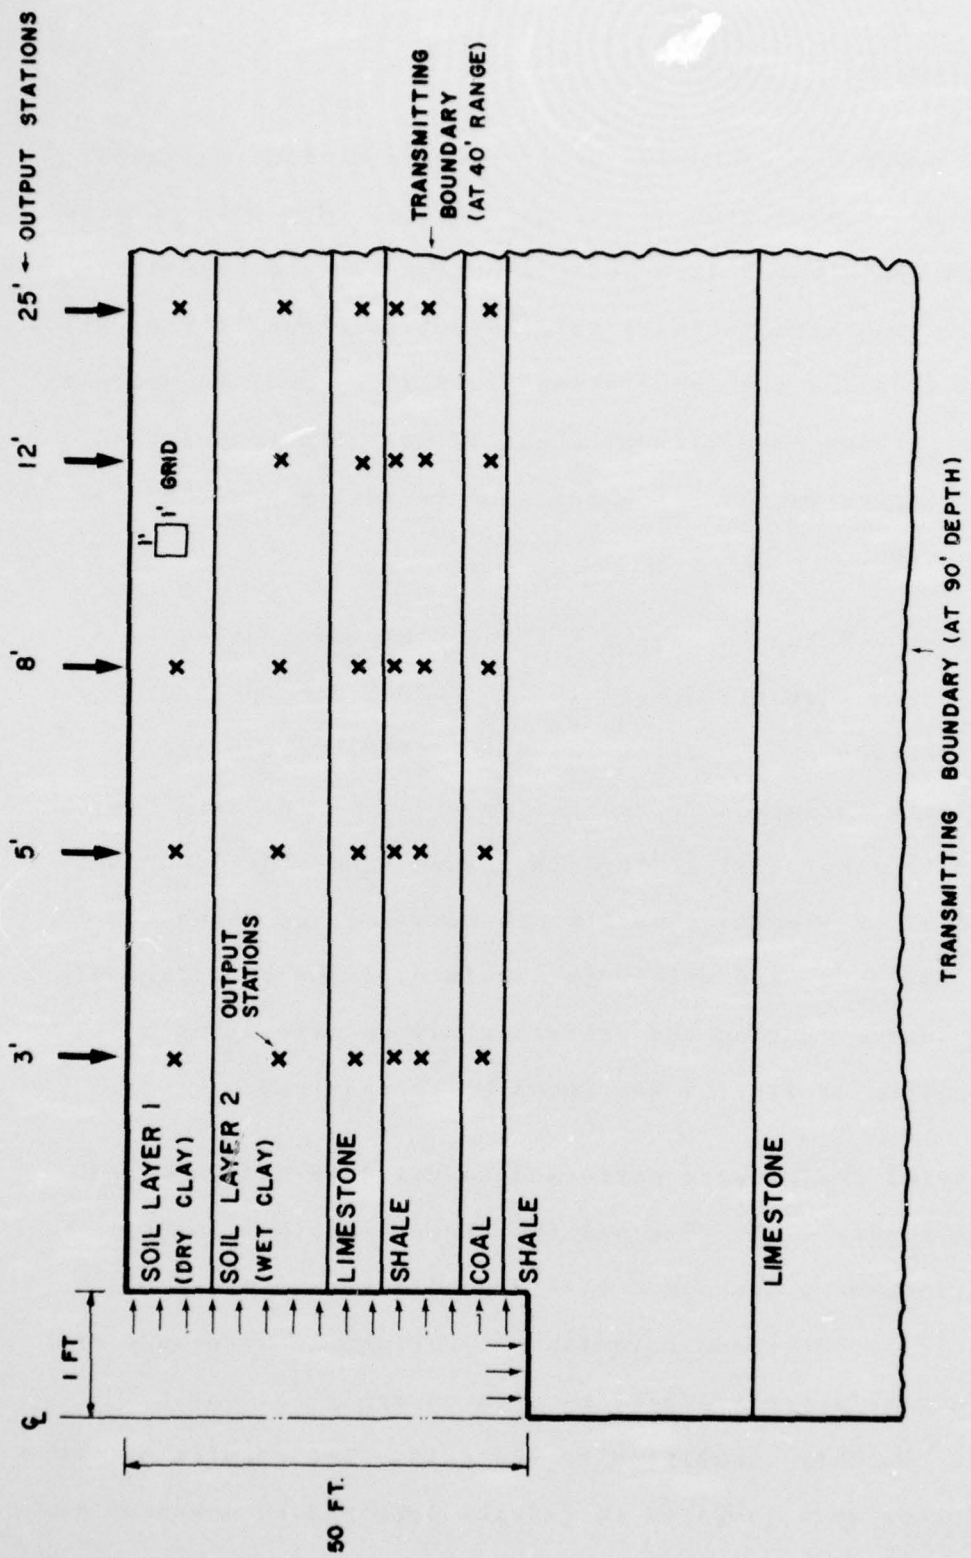 3' 5' 8' 12' 25' ← OUTPUT STATIONS
℄
1 FT
50 FT.
SOIL LAYER 1
(DRY CLAY)
1'
1' GRID
SOIL LAYER 2
(WET CLAY)
OUTPUT
STATIONS
LIMESTONE
SHALE
COAL
SHALE
LIMESTONE
TRANSMITTING
BOUNDARY
(AT 40' RANGE)
TRANSMITTING BOUNDARY (AT 90' DEPTH)